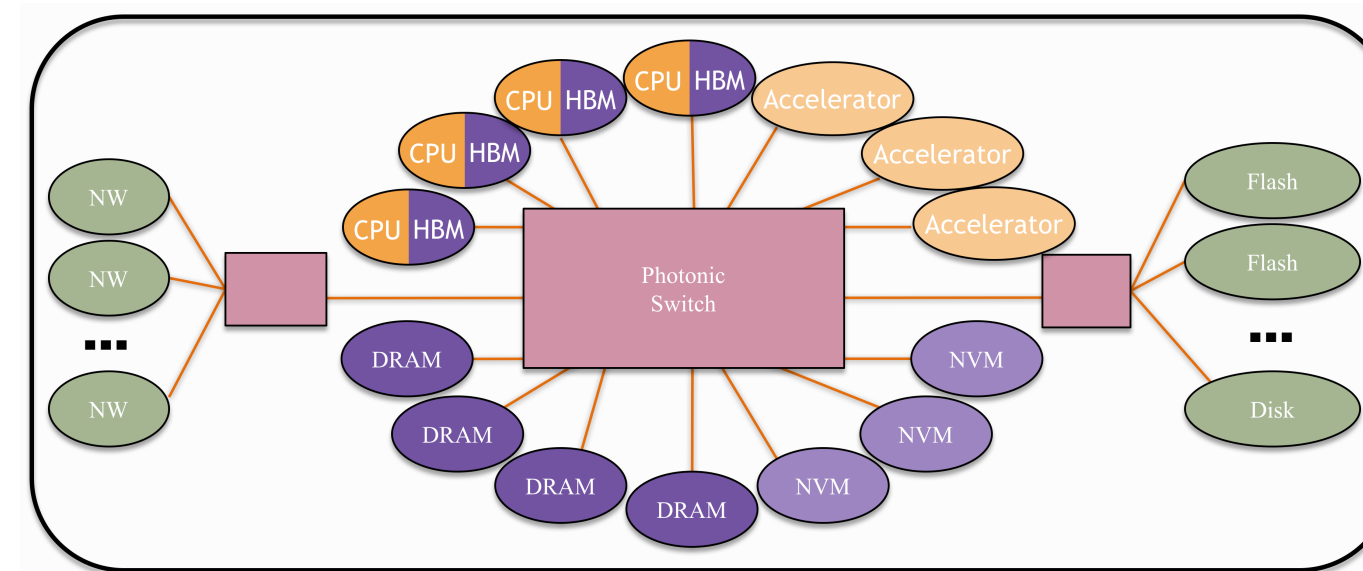 CPU HBM
CPU HBM
CPU HBM
CPU HBM
Accelerator
Accelerator
Accelerator
NW
NW
...
NW
Photonic
Switch
Flash
Flash
...
Disk
DRAM
DRAM
DRAM
DRAM
NVM
NVM
NVM